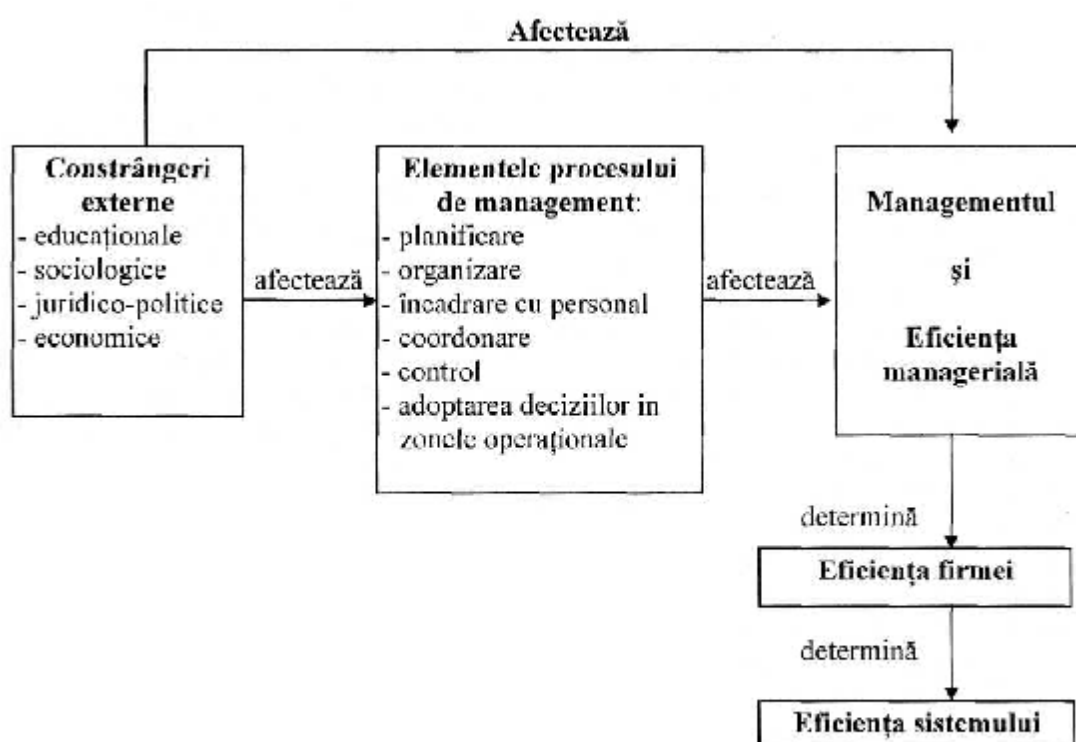 Afectează
Constrângeri
externe
- educaționale
- sociologice
- juridico-politice
- economice
afectează
Elementele procesului
de management:
- planificare
- organizare
- încadrare cu personal
- coordonare
- control
- adoptarea deciziilor in
zonele operaționale
afectează
Managementul
și
Eficiența
managerială
determină
Eficiența firmei
determină
Eficiența sistemului